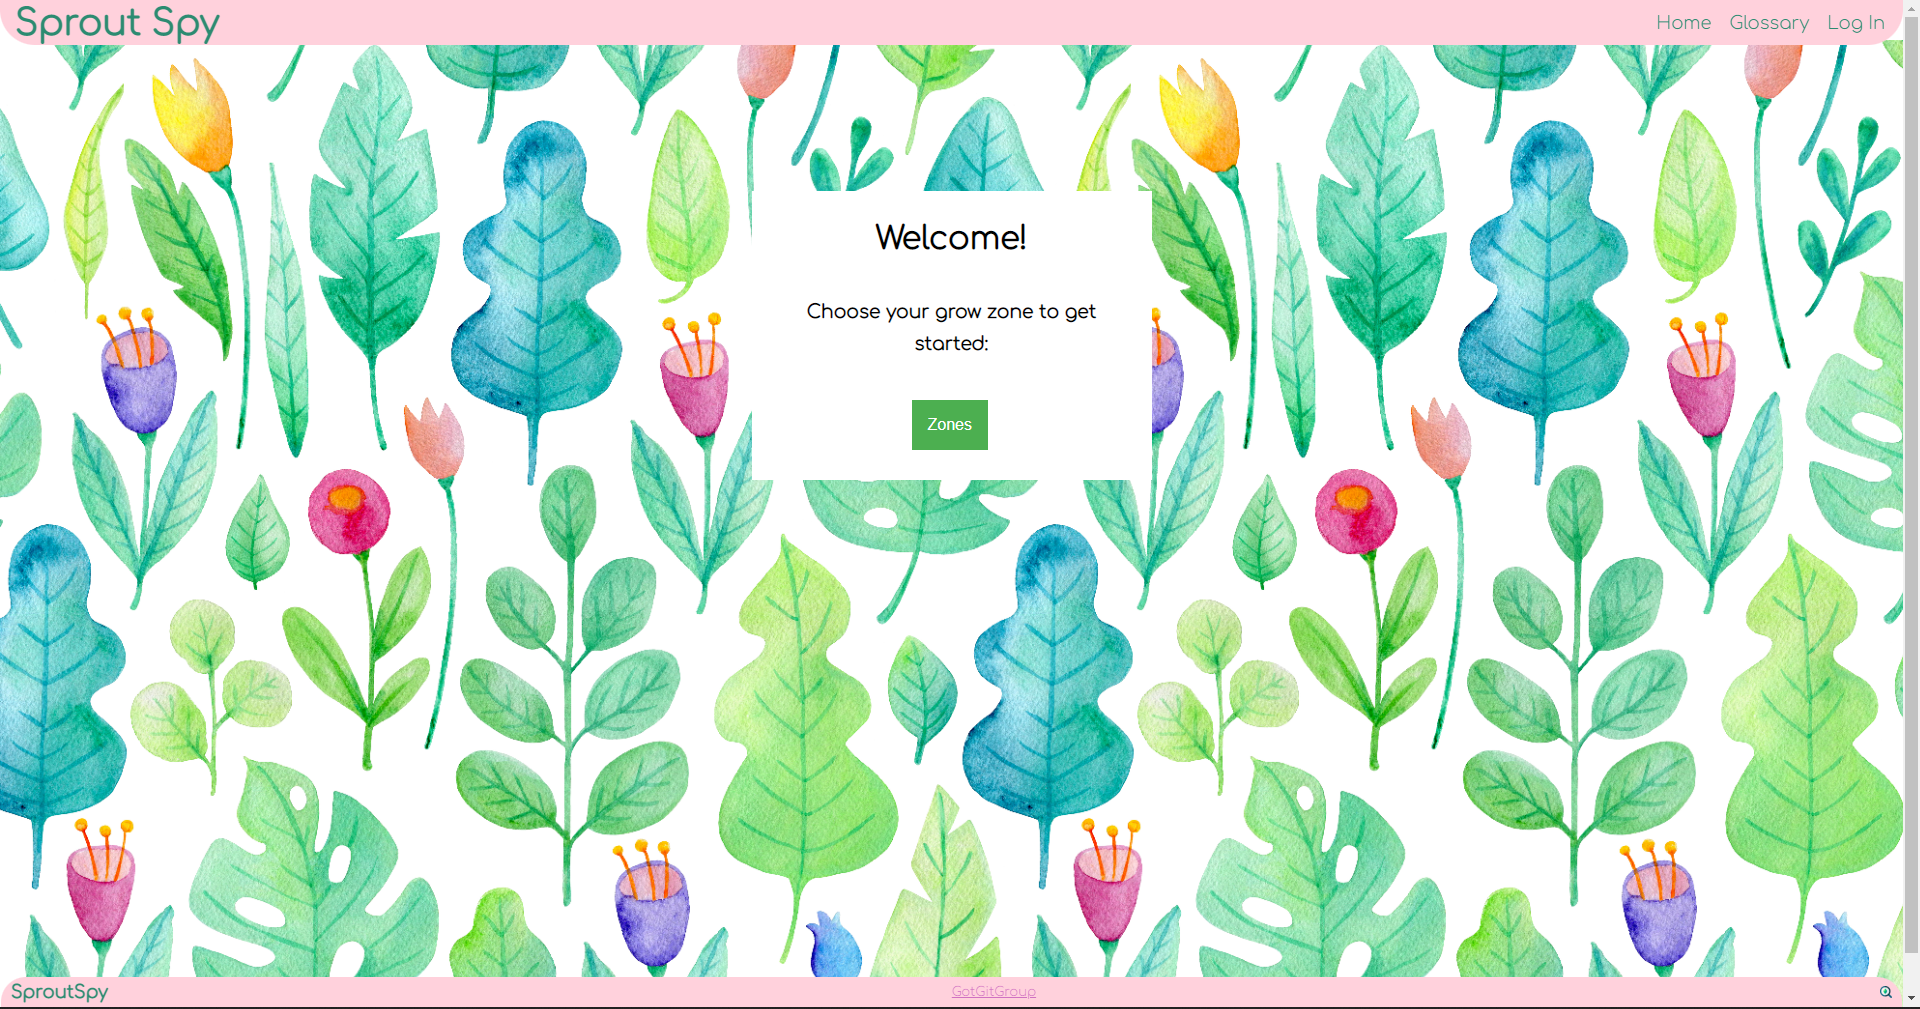 Sprout Spy
Home Glossary Log In
Welcome!
Choose your grow zone to get
started:
Zones
SproutSpy
GotGitGroup